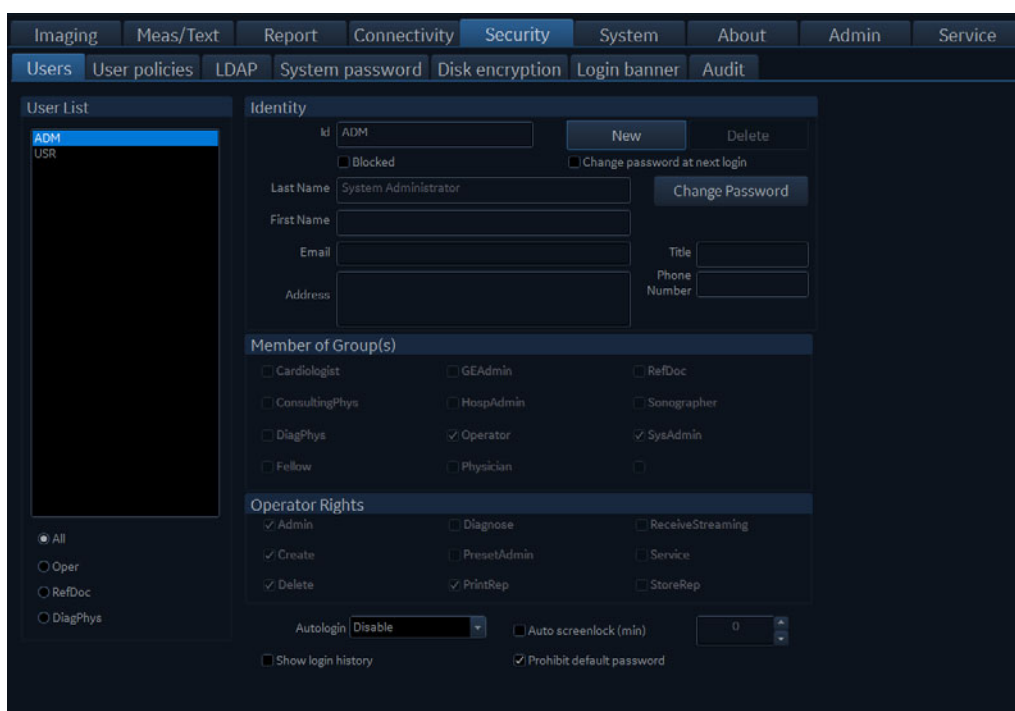 Imaging Meas/Text Report Connectivity Security System About Admin Service
Users User policies LDAP System password Disk encryption Login banner Audit
User List
ADM
USR
All
Oper
RefDoc
DiagPhys
Identity
Id ADM New Delete
Blocked Change password at next login
Last Name System Administrator Change Password
First Name
Email Title
Phone
Number
Address
Member of Group(s)
Cardiologist GEAdmin RefDoc
ConsultingPhys HospAdmin Sonographer
DiagPhys Operator SysAdmin
Fellow Physician
Operator Rights
Admin Diagnose ReceiveStreaming
Create PresetAdmin Service
Delete PrintRep StoreRep
Autologin Disable Auto screenlock (min) 0
Show login history Prohibit default password